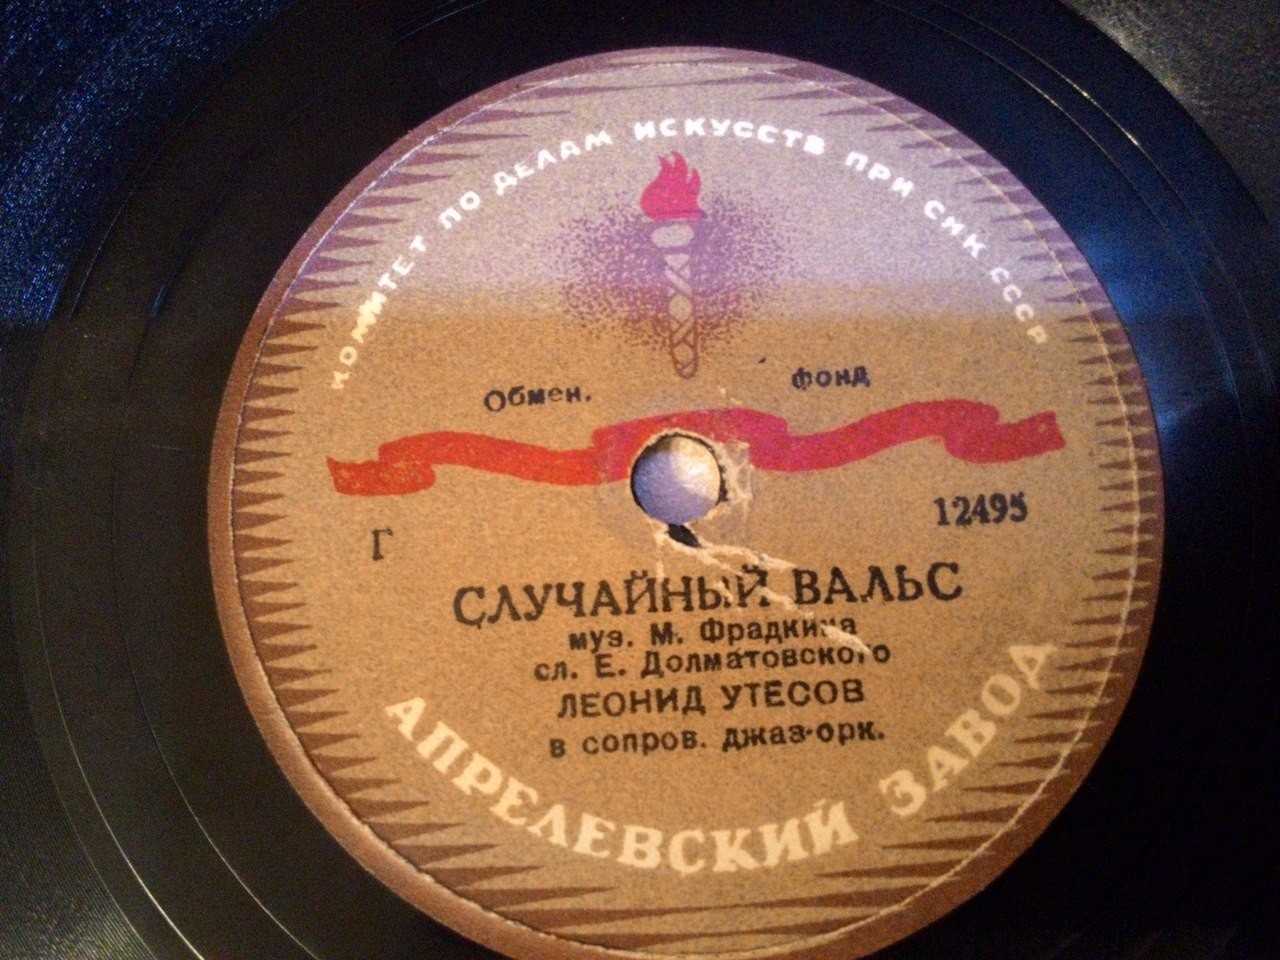 КОМИТЕТ ПО ДЕЛАМ ИСКУССТВ ПРИ СНК СССР
Обмен. фонд
Г 12495
СЛУЧАЙНЫЙ ВАЛЬС
муз. М. Фрадкина
сл. Е. Долматовского
ЛЕОНИД УТЕСОВ
в сопров. джаз-орк.
АПРЕЛЕВСКИЙ ЗАВОД